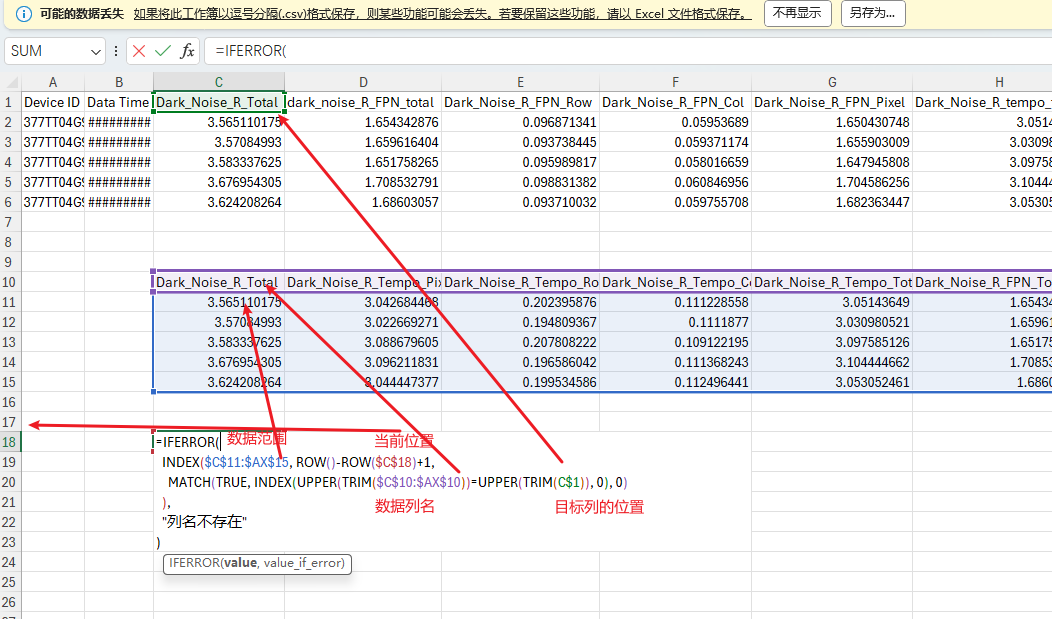 可能的数据丢失 如果将此工作簿以逗号分隔(.csv)格式保存，则某些功能可能会丢失。若要保留这些功能，请以 Excel 文件格式保存。 不再显示 另存为...
SUM =IFERROR(
A B C D E F G H
1 Device ID Data Time Dark_Noise_R_Total dark_noise_R_FPN_total Dark_Noise_R_FPN_Row Dark_Noise_R_FPN_Col Dark_Noise_R_FPN_Pixel Dark_Noise_R_tempo_
2 377TT04G ######### 3.565110175 1.654342876 0.096871341 0.05953689 1.650430748 3.0514
3 377TT04G ######### 3.57084993 1.659616404 0.093738445 0.059371174 1.655903009 3.0309
4 377TT04G ######### 3.583337625 1.651758265 0.095989817 0.058016659 1.647945808 3.0975
5 377TT04G ######### 3.676954305 1.708532791 0.098831382 0.060846956 1.704586256 3.1044
6 377TT04G ######### 3.624208264 1.68603057 0.093710032 0.059755708 1.682363447 3.0530
7
8
9
10 Dark_Noise_R_Total Dark_Noise_R_Tempo_Pix Dark_Noise_R_Tempo_Ro Dark_Noise_R_Tempo_Co Dark_Noise_R_Tempo_Tot Dark_Noise_R_FPN_To
11 3.565110175 3.042684468 0.202395876 0.111228558 3.05143649 1.6543
12 3.57084993 3.022669271 0.194809367 0.1111877 3.030980521 1.6596
13 3.583337625 3.088679605 0.207808222 0.109122195 3.097585126 1.6517
14 3.676954305 3.096211831 0.196586042 0.111368243 3.104444662 1.7085
15 3.624208264 3.044447377 0.199534586 0.112496441 3.053052461 1.686
16
17
18 =IFERROR( 数据范围 当前位置
19 INDEX($C$11:$AX$15, ROW()-ROW($C$18)+1,
20 MATCH(TRUE, INDEX(UPPER(TRIM($C$10:$AX$10))=UPPER(TRIM(C$1)), 0), 0)
21 ), 数据列名 目标列的位置
22 "列名不存在"
23 )
24 IFERROR(value, value_if_error)
25
26